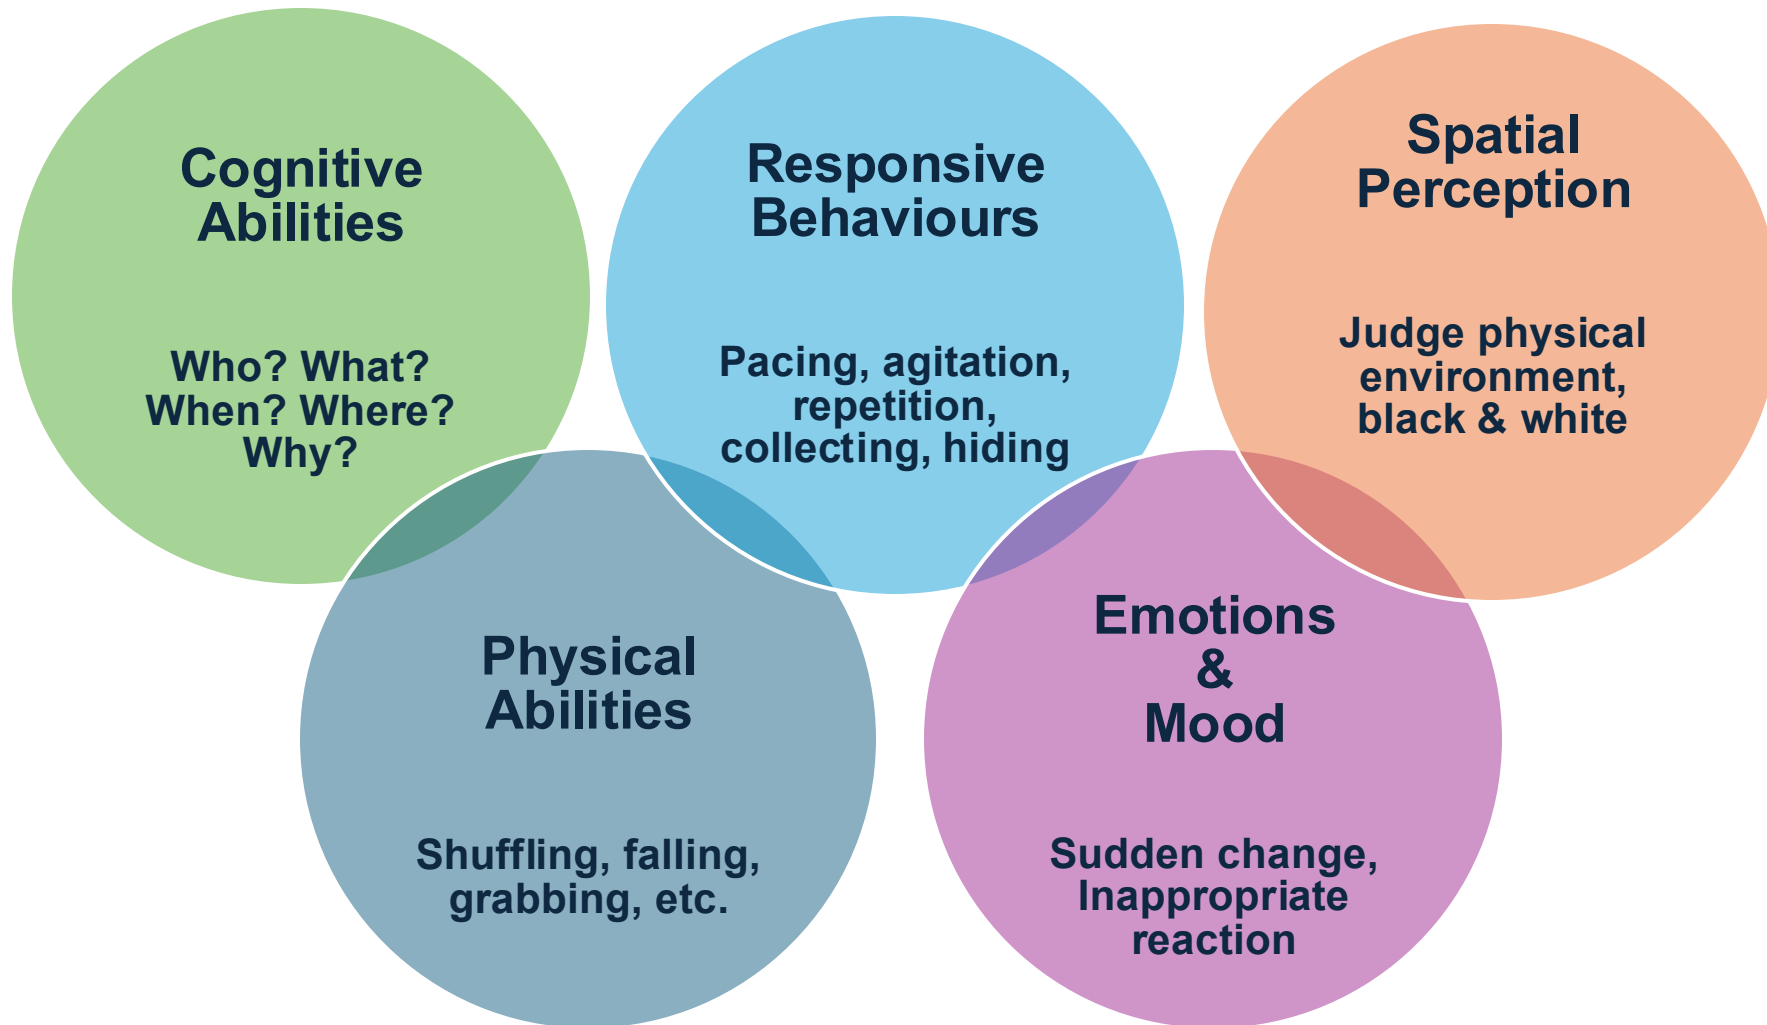 Cognitive
Abilities
Who? What?
When? Where?
Why?
Responsive
Behaviours
Pacing, agitation,
repetition,
collecting, hiding
Spatial
Perception
Judge physical
environment,
black & white
Physical
Abilities
Shuffling, falling,
grabbing, etc.
Emotions
&
Mood
Sudden change,
Inappropriate
reaction